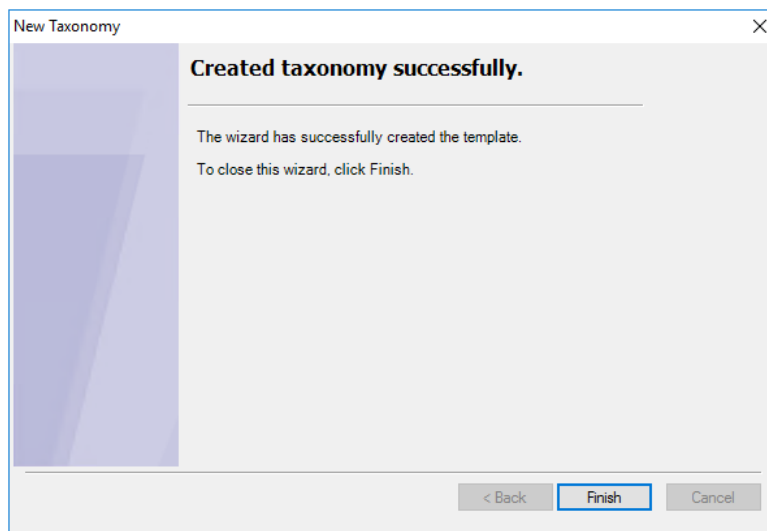 New Taxonomy
Created taxonomy successfully.
The wizard has successfully created the template.
To close this wizard, click Finish.
< Back Finish Cancel